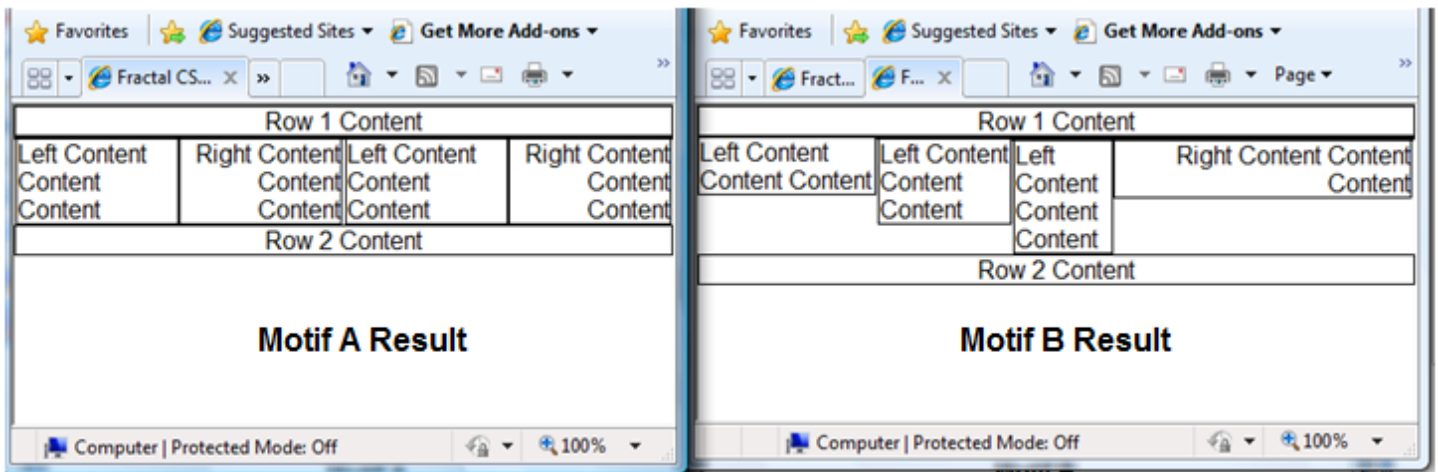 Favorites Suggested Sites Get More Add-ons
Fractal CS... x »
»
Row 1 Content
Left Content Content Content
Right Content Content Content
Left Content Content Content
Right Content Content Content
Row 2 Content
Motif A Result
Computer | Protected Mode: Off 100%
Favorites Suggested Sites Get More Add-ons
Fract... F... x Page
»
Row 1 Content
Left Content
Content Content
Left Content
Content
Content
Left
Content
Content
Content
Right Content Content
Content
Row 2 Content
Motif B Result
Computer | Protected Mode: Off 100%